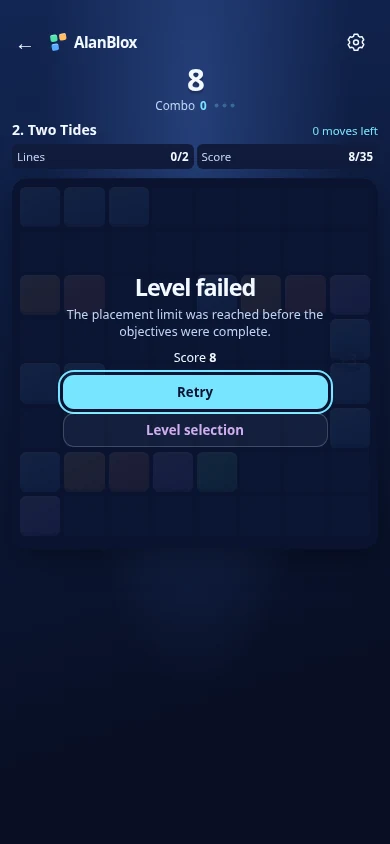 ← AlanBlox
8
Combo 0
2. Two Tides
0 moves left
Lines 0/2
Score 8/35
Level failed
The placement limit was reached before the
objectives were complete.
Score 8
Retry
Level selection